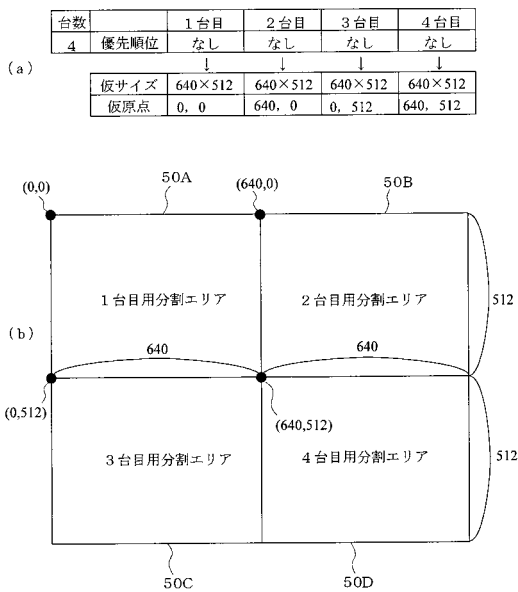 台数 1台目 2台目 3台目 4台目
4 優先順位 なし なし なし なし
(a)
↓ ↓ ↓ ↓
仮サイズ 640×512 640×512 640×512 640×512
仮原点 0, 0 640, 0 0, 512 640, 512
50A 50B
(0,0) (640,0)
1台目用分割エリア 2台目用分割エリア
512
(b)
640 640
(0,512) (640,512)
3台目用分割エリア 4台目用分割エリア
512
50C 50D